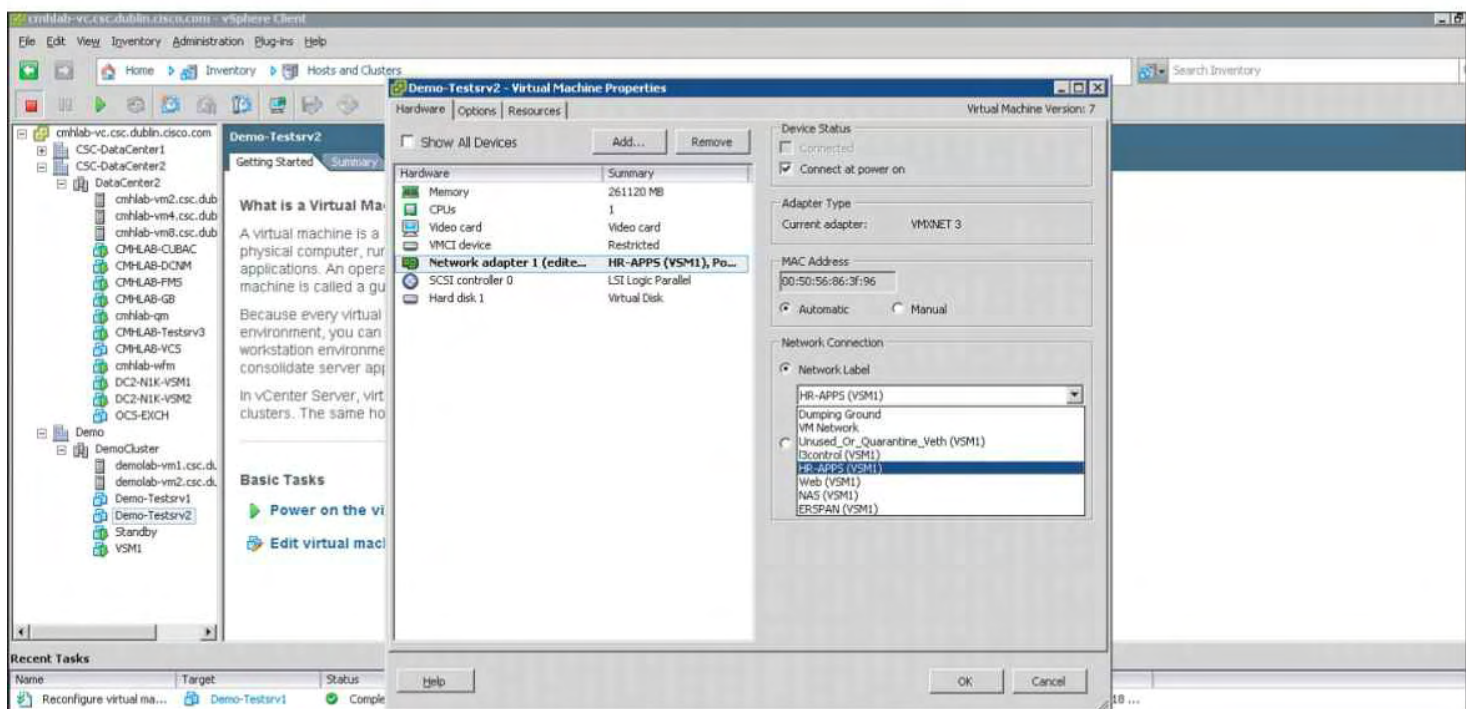 cmhlab-vc.csc.dublin.cisco.com - vSphere Client
File Edit View Inventory Administration Plug-ins Help
Home Inventory Hosts and Clusters
Search Inventory
cmhlab-vc.csc.dublin.cisco.com
CSC-DataCenter1
CSC-DataCenter2
DataCenter2
cmhlab-vm2.csc.dub
cmhlab-vm4.csc.dub
cmhlab-vm8.csc.dub
CMHLAB-CUBAC
CMHLAB-DCNM
CMHLAB-FMS
CMHLAB-GB
cmhlab-qm
CMHLAB-Testsrv3
CMHLAB-VCS
cmhlab-wfm
DC2-N1K-VSM1
DC2-N1K-VSM2
OCS-EXCH
Demo
DemoCluster
demolab-vm1.csc.du
demolab-vm2.csc.du
Demo-Testsrv1
Demo-Testsrv2
Standby
VSM1
Demo-Testsrv2
Getting Started Summary
What is a Virtual Ma
A virtual machine is a
physical computer, run
applications. An opera
machine is called a gu
Because every virtual
environment, you can
workstation environme
consolidate server app
In vCenter Server, virt
clusters. The same ho
Basic Tasks
Power on the vi
Edit virtual macl
Demo-Testsrv2 - Virtual Machine Properties
Hardware Options Resources
Virtual Machine Version: 7
Show All Devices
Add... Remove
Hardware Summary
Memory 261120 MB
CPUs 1
Video card Video card
VMCI device Restricted
Network adapter 1 (edite... HR-APPS (VSM1), Po...
SCSI controller 0 LSI Logic Parallel
Hard disk 1 Virtual Disk
Device Status
Connected
Connect at power on
Adapter Type
Current adapter: VMXNET 3
MAC Address
00:50:56:86:3f:96
Automatic Manual
Network Connection
Network Label
HR-APPS (VSM1)
Dumping Ground
VM Network
Unused_Or_Quarantine_Veth (VSM1)
l3control (VSM1)
HR-APPS (VSM1)
Web (VSM1)
NAS (VSM1)
ERSPAN (VSM1)
Help OK Cancel
Recent Tasks
Name Target Status
Reconfigure virtual ma... Demo-Testsrv1 Comple
18 ...